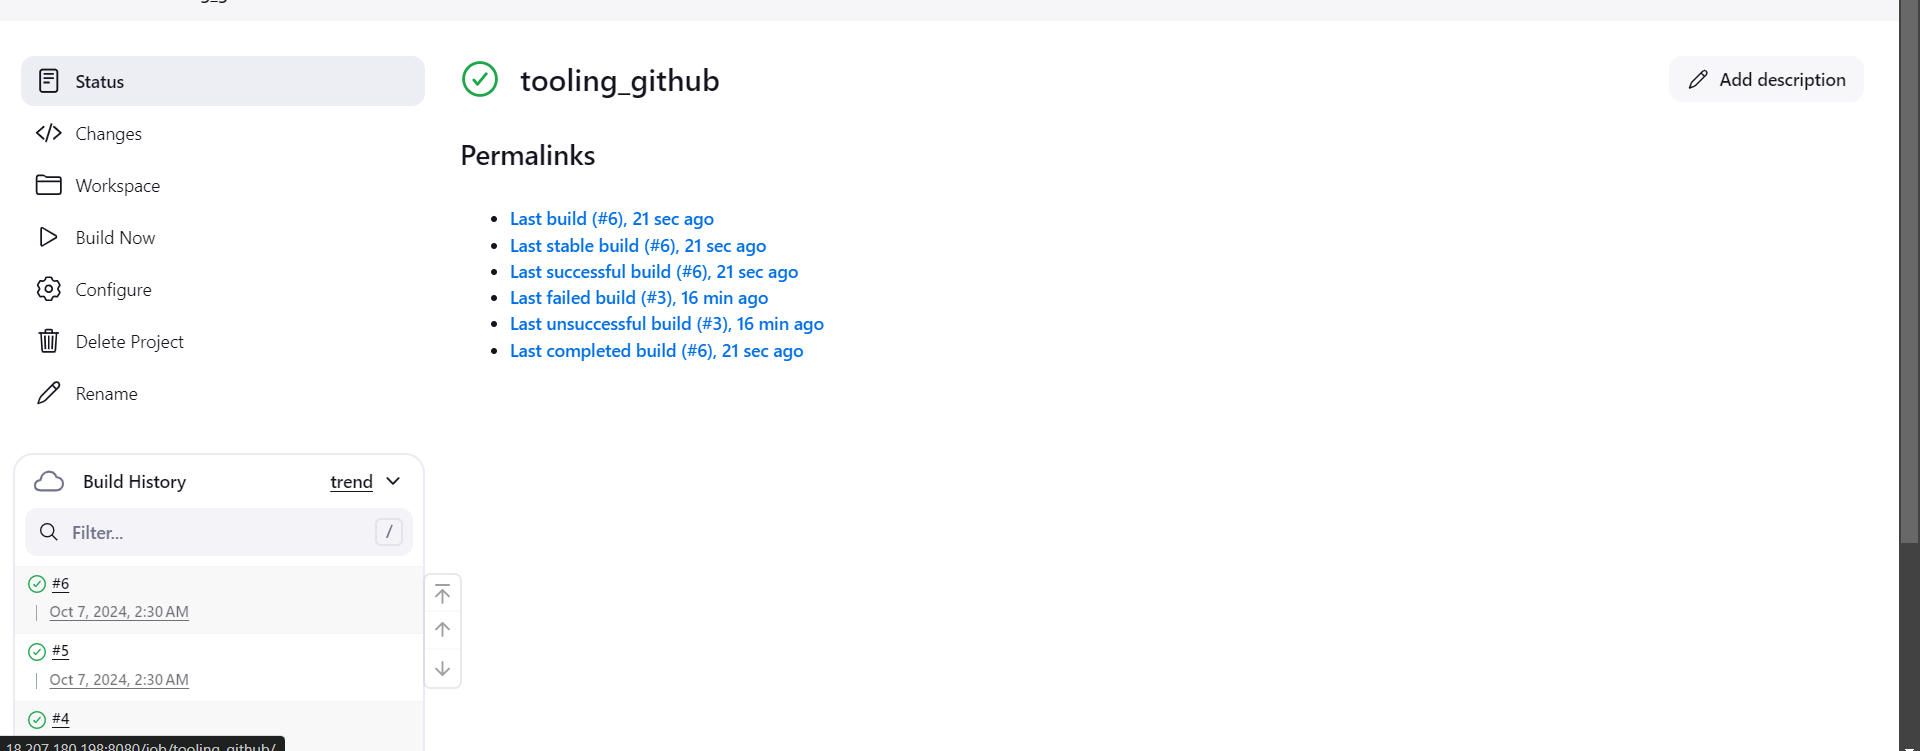 Status
Changes
Workspace
Build Now
Configure
Delete Project
Rename
tooling_github
Add description
Permalinks
Last build (#6), 21 sec ago
Last stable build (#6), 21 sec ago
Last successful build (#6), 21 sec ago
Last failed build (#3), 16 min ago
Last unsuccessful build (#3), 16 min ago
Last completed build (#6), 21 sec ago
Build History
trend
Filter...
/
#6
Oct 7, 2024, 2:30 AM
#5
Oct 7, 2024, 2:30 AM
#4
18.207.180.198:8080/job/tooling_github/